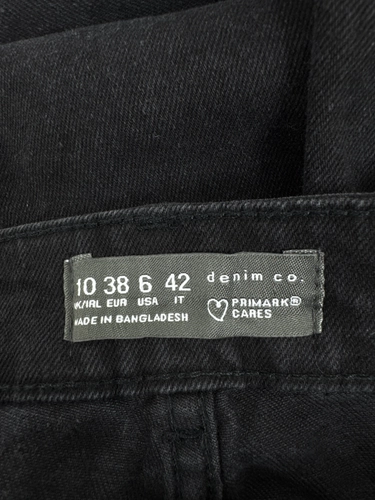 10 38 6 42 denim co.
UK/IRL EUR USA IT
PRIMARK®
CARES
MADE IN BANGLADESH